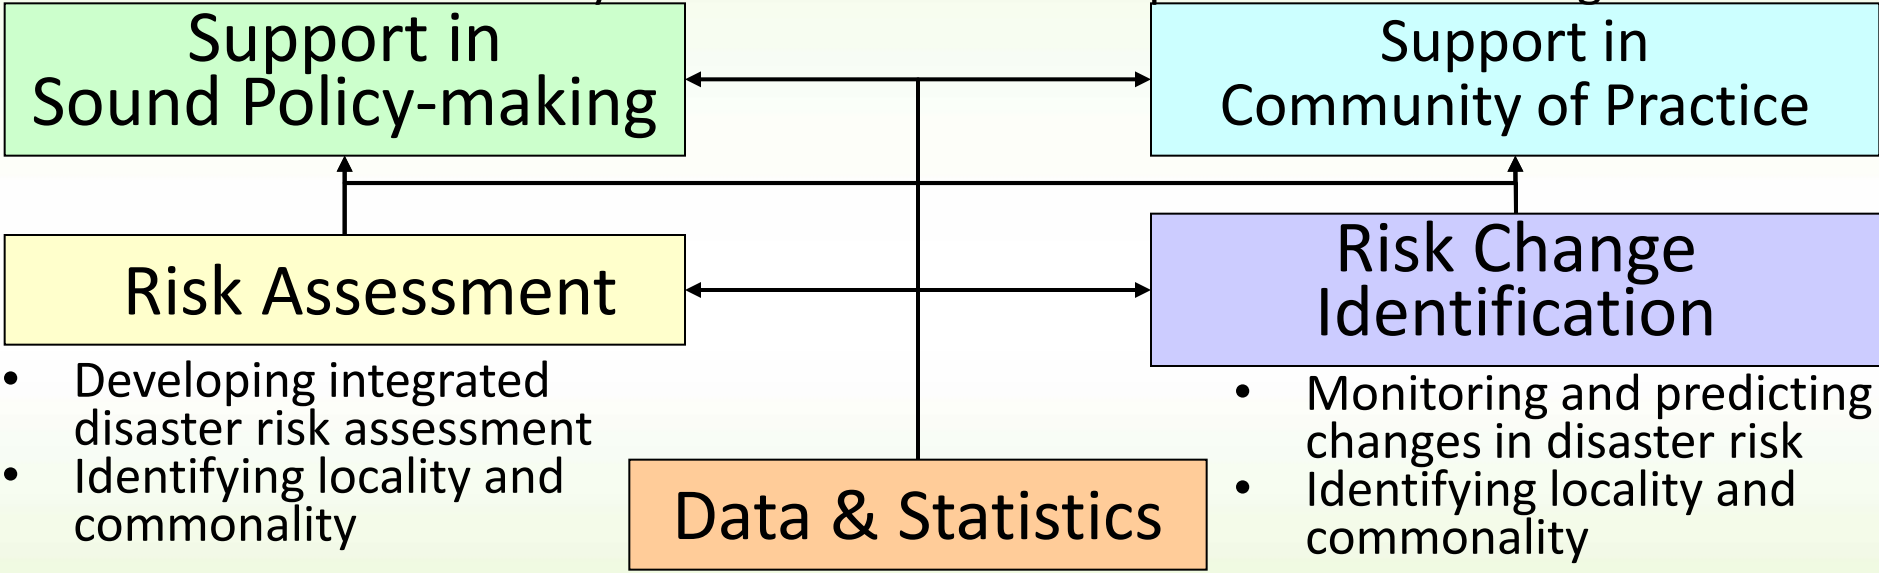 Support in
Sound Policy-making
Support in
Community of Practice
Risk Assessment
Risk Change
Identification
• Developing integrated
disaster risk assessment
• Identifying locality and
commonality
• Monitoring and predicting
changes in disaster risk
• Identifying locality and
commonality
Data & Statistics